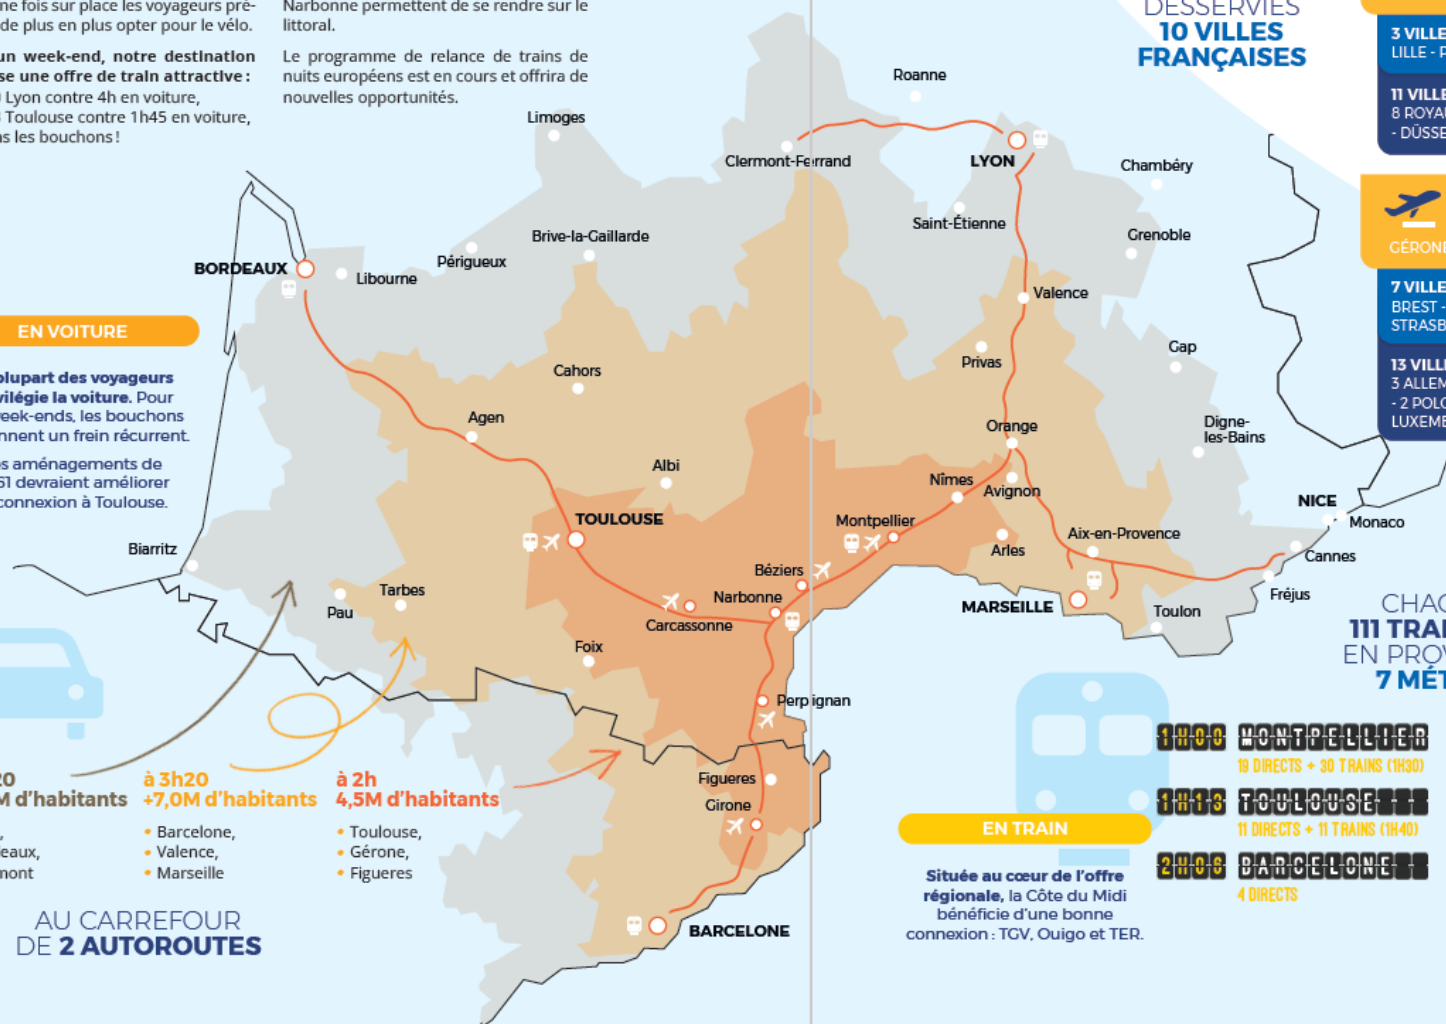 ne fois sur place les voyageurs pré-
de plus en plus opter pour le vélo.
un week-end, notre destination
se une offre de train attractive :
Lyon contre 4h en voiture,
Toulouse contre 1h45 en voiture,
ns les bouchons !
Narbonne permettent de se rendre sur le
littoral.
Le programme de relance de trains de
nuits européens est en cours et offrira de
nouvelles opportunités.
DESSERVIES
10 VILLES
FRANÇAISES
3 VILLE
LILLE - P
11 VILLE
8 ROYAU
- DÜSSE
GÉRONE
7 VILLE
BREST -
STRASB
13 VILLE
3 ALLEM
- 2 POLO
LUXEME
Roanne
Limoges
Clermont-Ferrand
LYON
Chambéry
Saint-Étienne
Grenoble
Brive-la-Gaillarde
Périgueux
BORDEAUX
Libourne
Valence
EN VOITURE
plupart des voyageurs
vilégie la voiture. Pour
week-ends, les bouchons
nnent un frein récurrent.
s aménagements de
61 devraient améliorer
connexion à Toulouse.
Privas
Gap
Cahors
Agen
Orange
Digne-
les-Bains
Albi
Nîmes
Avignon
TOULOUSE
Montpellier
NICE
Monaco
Aix-en-Provence
Arles
Cannes
Biarritz
Béziers
Tarbes
Pau
Narbonne
Carcassonne
MARSEILLE
Fréjus
Toulon
Foix
Perpignan
Figueres
Girone
BARCELONE
20
M d'habitants
,
eaux,
mont
à 3h20
+7,0M d'habitants
• Barcelone,
• Valence,
• Marseille
à 2h
4,5M d'habitants
• Toulouse,
• Gérone,
• Figueres
AU CARREFOUR
DE 2 AUTOROUTES
EN TRAIN
Située au cœur de l'offre
régionale, la Côte du Midi
bénéficie d'une bonne
connexion : TGV, Ouigo et TER.
CHAQ
111 TRAI
EN PROV
7 MÉT
1H00 MONTPELLIER
19 DIRECTS + 30 TRAINS (1H30)
1H13 TOULOUSE
11 DIRECTS + 11 TRAINS (1H40)
2H06 BARCELONE
4 DIRECTS